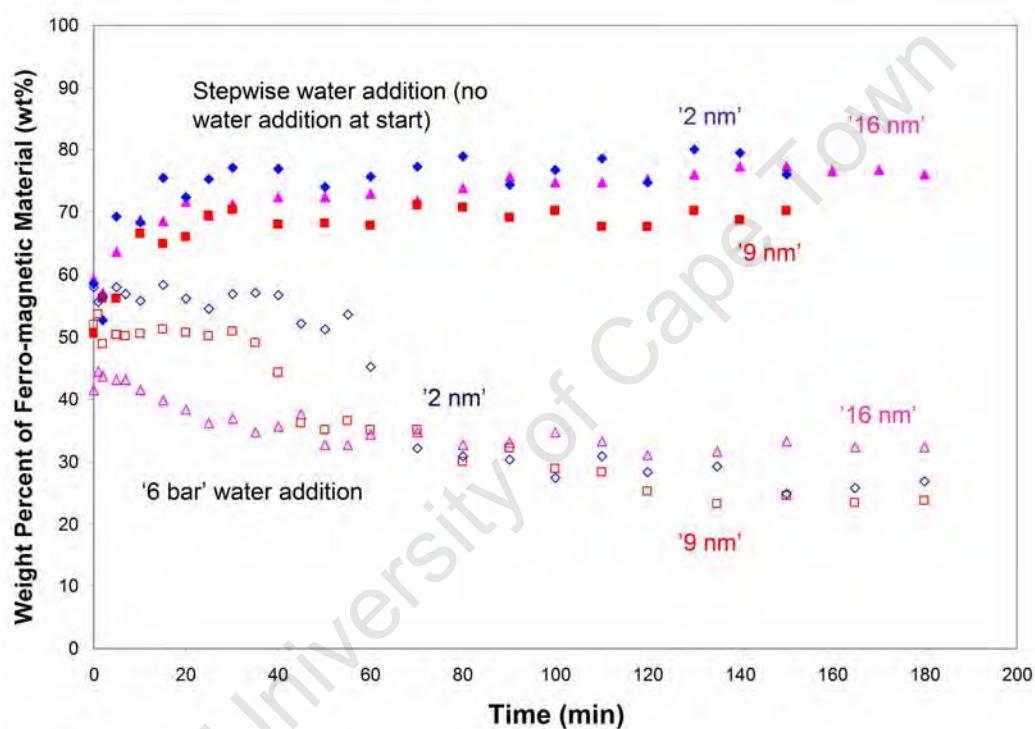 100
90
80
70
60
50
40
30
20
10
0
Weight Percent of Ferro-magnetic Material (wt%)
Stepwise water addition (no
water addition at start)
’2 nm’
’16 nm’
’9 nm’
’2 nm’
’16 nm’
‘6 bar’ water addition
’9 nm’
0 20 40 60 80 100 120 140 160 180 200
Time (min)
University of Cape Town